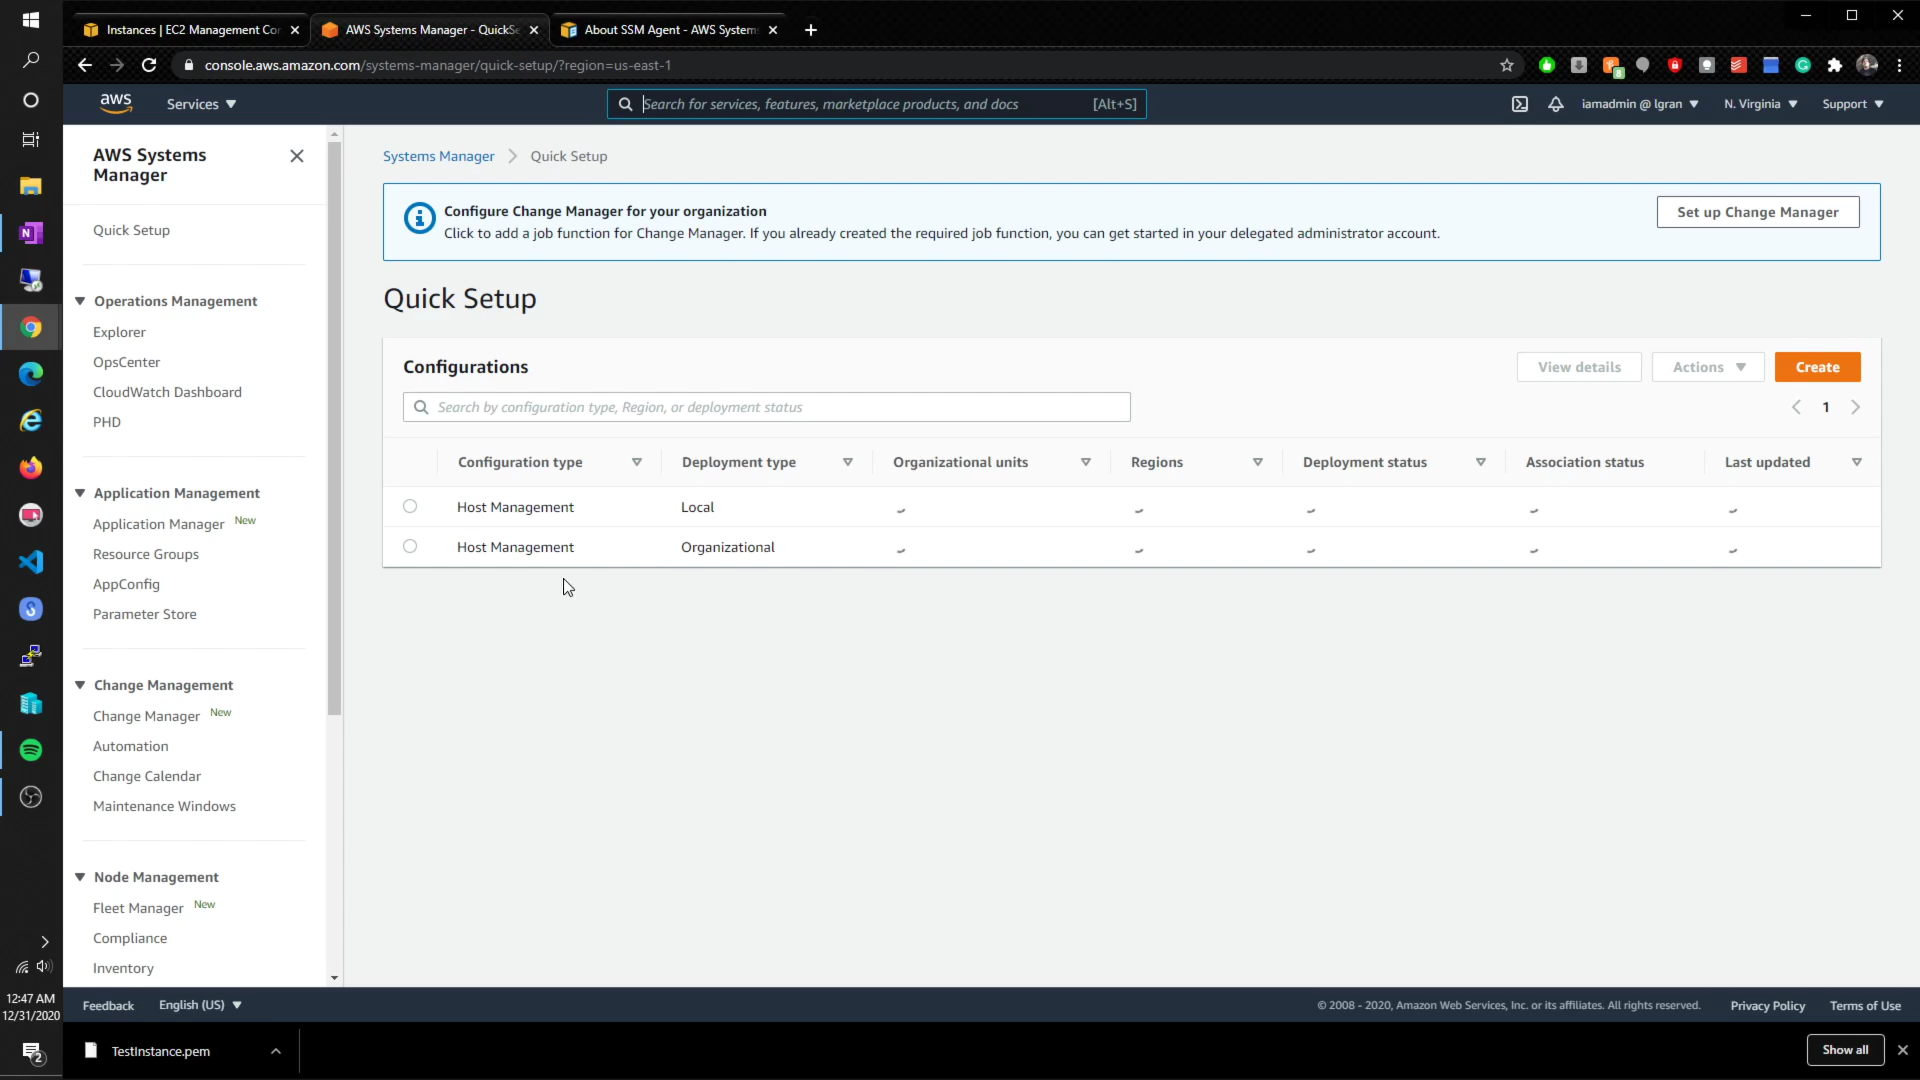 Instances | EC2 Management Con
AWS Systems Manager - QuickSe
About SSM Agent - AWS Systems
console.aws.amazon.com/systems-manager/quick-setup/?region=us-east-1
8
aws
Services
Search for services, features, marketplace products, and docs
[Alt+S]
iamadmin @ lgran
N. Virginia
Support
AWS Systems
Manager
Quick Setup
Operations Management
Explorer
OpsCenter
CloudWatch Dashboard
PHD
Application Management
Application Manager New
Resource Groups
AppConfig
Parameter Store
Change Management
Change Manager New
Automation
Change Calendar
Maintenance Windows
Node Management
Fleet Manager New
Compliance
Inventory
Systems Manager > Quick Setup
Configure Change Manager for your organization
Click to add a job function for Change Manager. If you already created the required job function, you can get started in your delegated administrator account.
Set up Change Manager
Quick Setup
Configurations
View details
Actions
Create
Search by configuration type, Region, or deployment status
1
Configuration type Deployment type Organizational units Regions Deployment status Association status Last updated
Host Management Local
Host Management Organizational
12:47 AM
12/31/2020
2
Feedback
English (US)
© 2008 - 2020, Amazon Web Services, Inc. or its affiliates. All rights reserved.
Privacy Policy
Terms of Use
TestInstance.pem
Show all